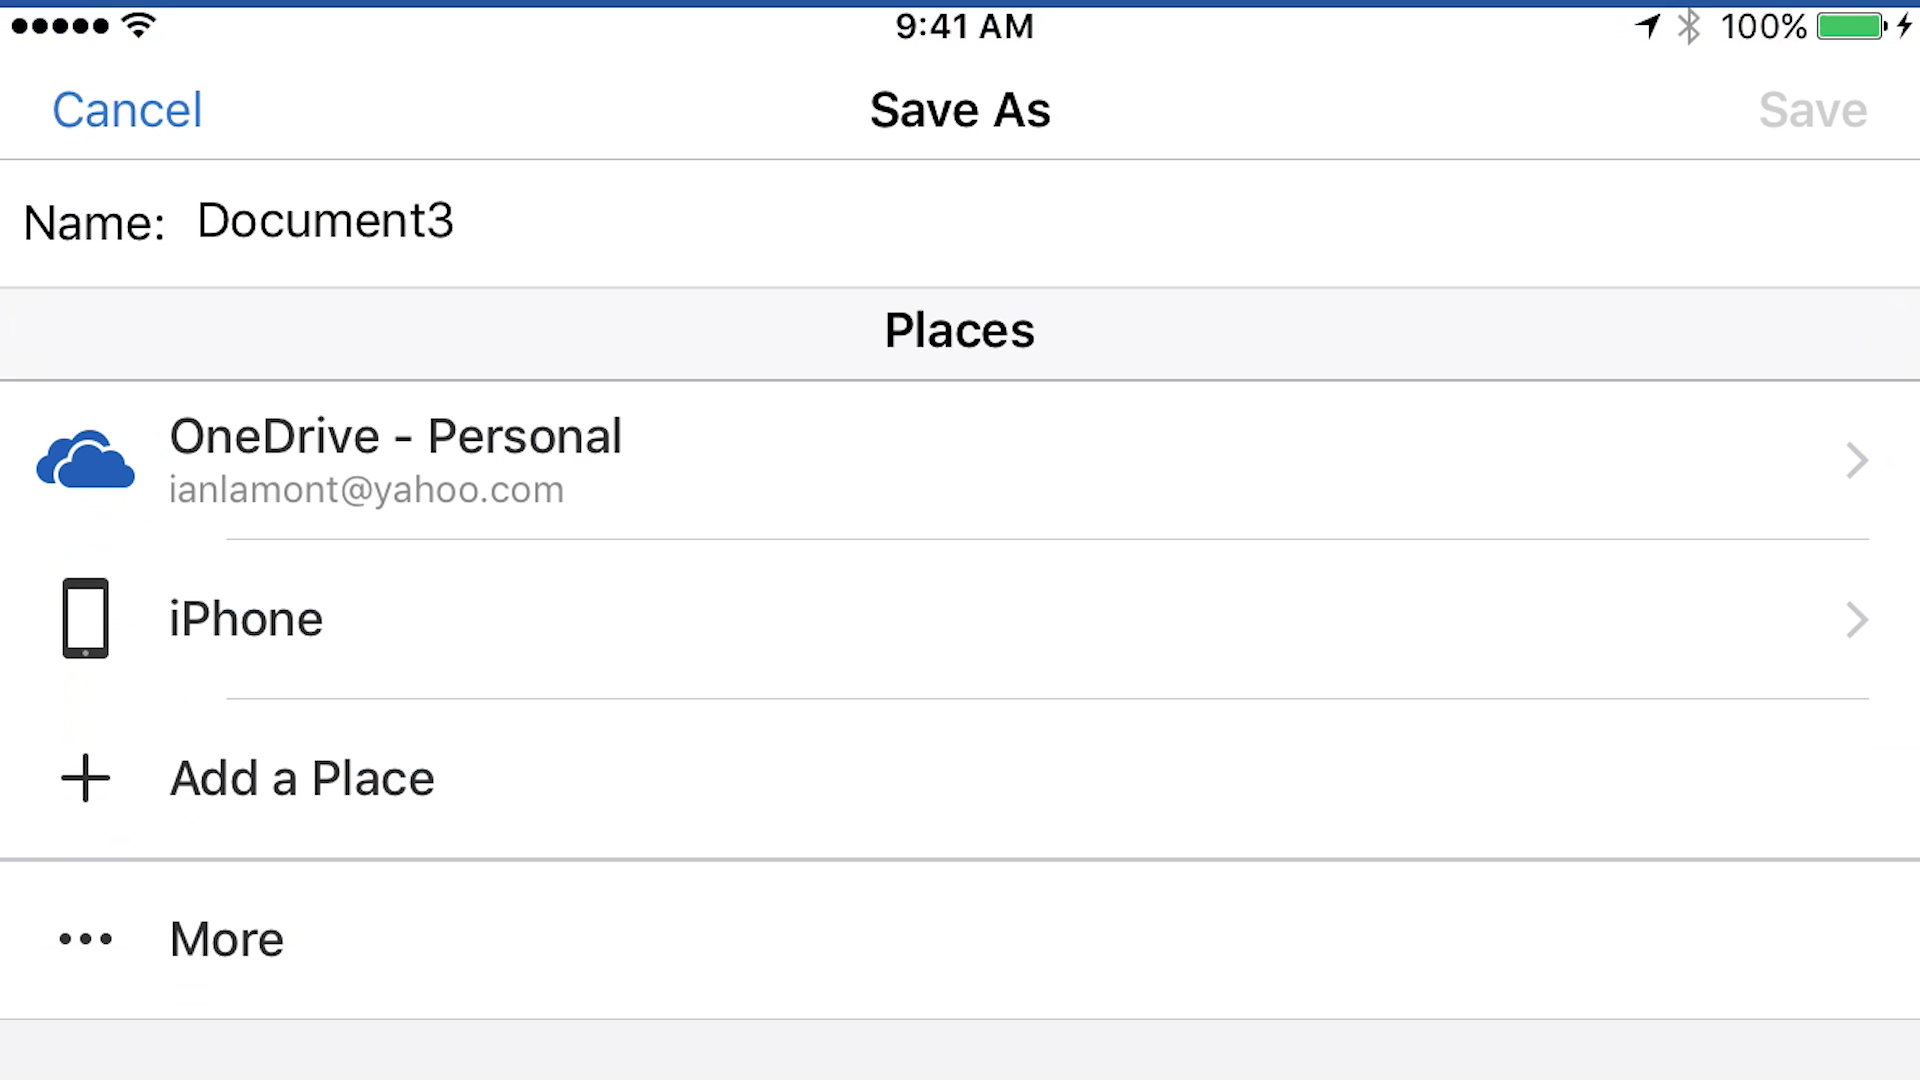 9:41 AM 100%
Cancel Save As Save
Name: Document3
Places
OneDrive - Personal
ianlamont@yahoo.com
iPhone
Add a Place
More